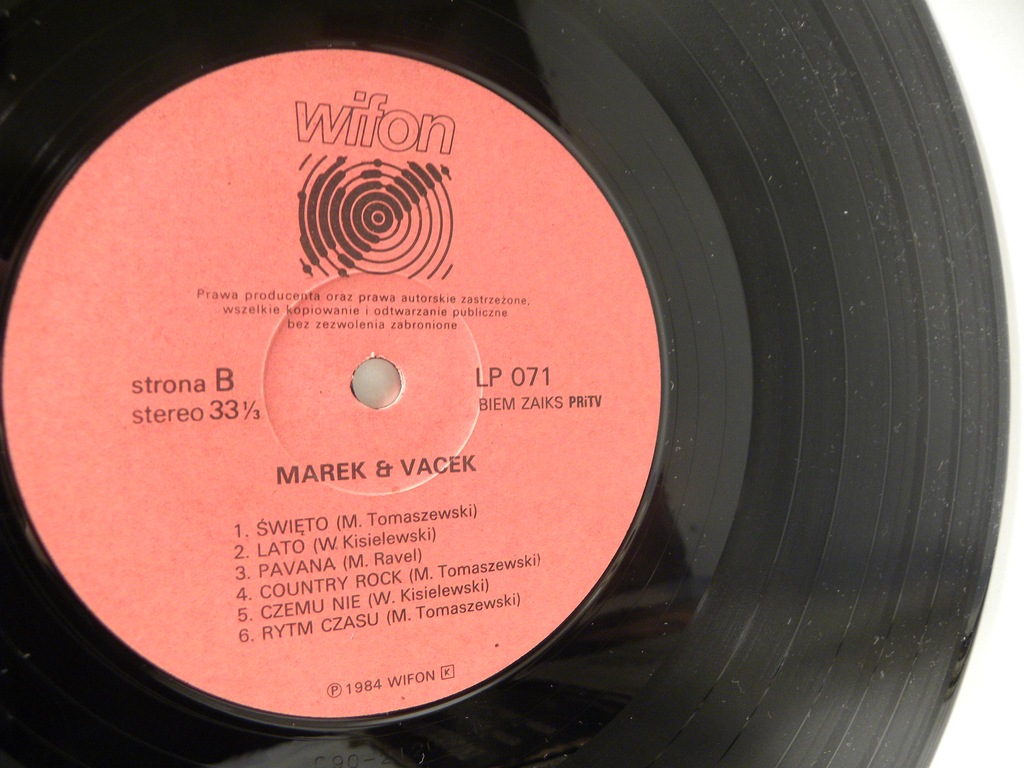 wifon
Prawa producenta oraz prawa autorskie zastrzeżone,
wszelkie kopiowanie i odtwarzanie publiczne
bez zezwolenia zabronione
strona B
stereo 33 1/3
LP 071
BIEM ZAIKS PRiTV
MAREK & VACEK
1. ŚWIĘTO (M. Tomaszewski)
2. LATO (W. Kisielewski)
3. PAVANA (M. Ravel)
4. COUNTRY ROCK (M. Tomaszewski)
5. CZEMU NIE (W. Kisielewski)
6. RYTM CZASU (M. Tomaszewski)
Ⓟ 1984 WIFON K